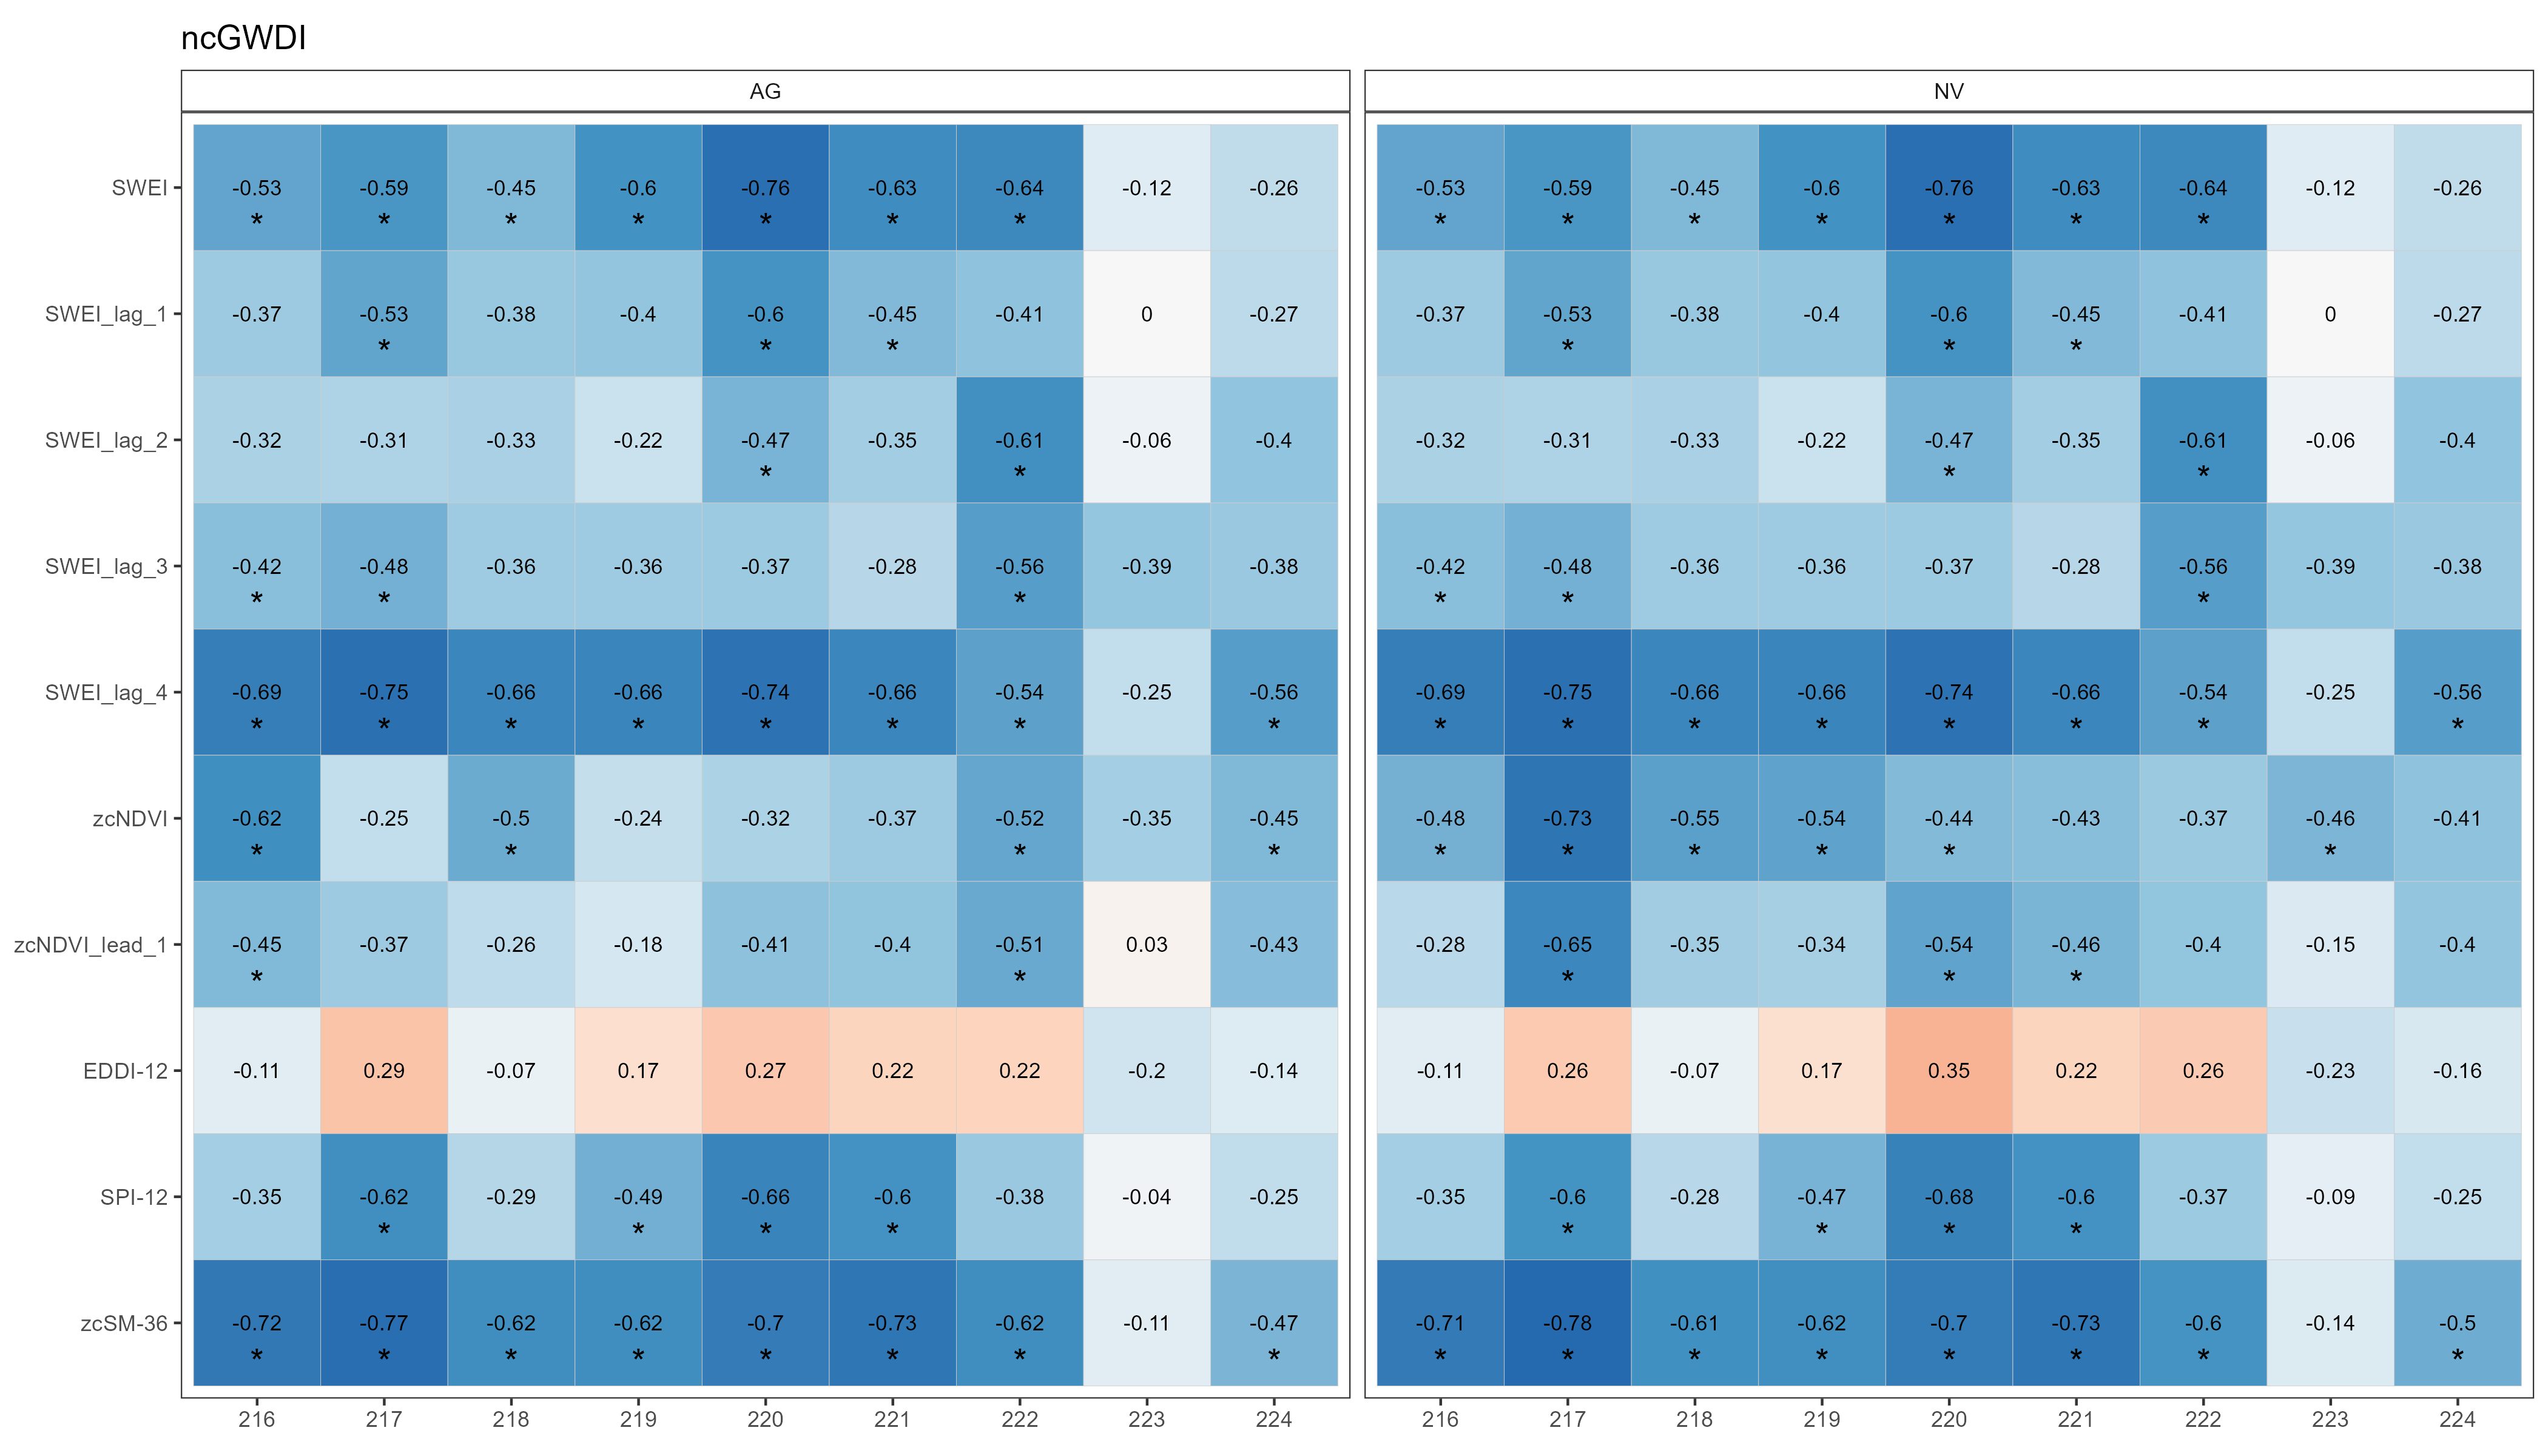 ncGWDI
AG NV
SWEI -0.53 -0.59 -0.45 -0.6 -0.76 -0.63 -0.64 -0.12 -0.26 -0.53 -0.59 -0.45 -0.6 -0.76 -0.63 -0.64 -0.12 -0.26
* * * * * * * * * * * * * *
SWEI_lag_1 -0.37 -0.53 -0.38 -0.4 -0.6 -0.45 -0.41 0 -0.27 -0.37 -0.53 -0.38 -0.4 -0.6 -0.45 -0.41 0 -0.27
* * * * * *
SWEI_lag_2 -0.32 -0.31 -0.33 -0.22 -0.47 -0.35 -0.61 -0.06 -0.4 -0.32 -0.31 -0.33 -0.22 -0.47 -0.35 -0.61 -0.06 -0.4
* * * *
SWEI_lag_3 -0.42 -0.48 -0.36 -0.36 -0.37 -0.28 -0.56 -0.39 -0.38 -0.42 -0.48 -0.36 -0.36 -0.37 -0.28 -0.56 -0.39 -0.38
* * * * * *
SWEI_lag_4 -0.69 -0.75 -0.66 -0.66 -0.74 -0.66 -0.54 -0.25 -0.56 -0.69 -0.75 -0.66 -0.66 -0.74 -0.66 -0.54 -0.25 -0.56
* * * * * * * * * * * * * * * *
zcNDVI -0.62 -0.25 -0.5 -0.24 -0.32 -0.37 -0.52 -0.35 -0.45 -0.48 -0.73 -0.55 -0.54 -0.44 -0.43 -0.37 -0.46 -0.41
* * * * * * * * * *
zcNDVI_lead_1 -0.45 -0.37 -0.26 -0.18 -0.41 -0.4 -0.51 0.03 -0.43 -0.28 -0.65 -0.35 -0.34 -0.54 -0.46 -0.4 -0.15 -0.4
* * * * *
EDDI-12 -0.11 0.29 -0.07 0.17 0.27 0.22 0.22 -0.2 -0.14 -0.11 0.26 -0.07 0.17 0.35 0.22 0.26 -0.23 -0.16
SPI-12 -0.35 -0.62 -0.29 -0.49 -0.66 -0.6 -0.38 -0.04 -0.25 -0.35 -0.6 -0.28 -0.47 -0.68 -0.6 -0.37 -0.09 -0.25
* * * * * * * *
zcSM-36 -0.72 -0.77 -0.62 -0.62 -0.7 -0.73 -0.62 -0.11 -0.47 -0.71 -0.78 -0.61 -0.62 -0.7 -0.73 -0.6 -0.14 -0.5
* * * * * * * * * * * * * * * *
216 217 218 219 220 221 222 223 224 216 217 218 219 220 221 222 223 224